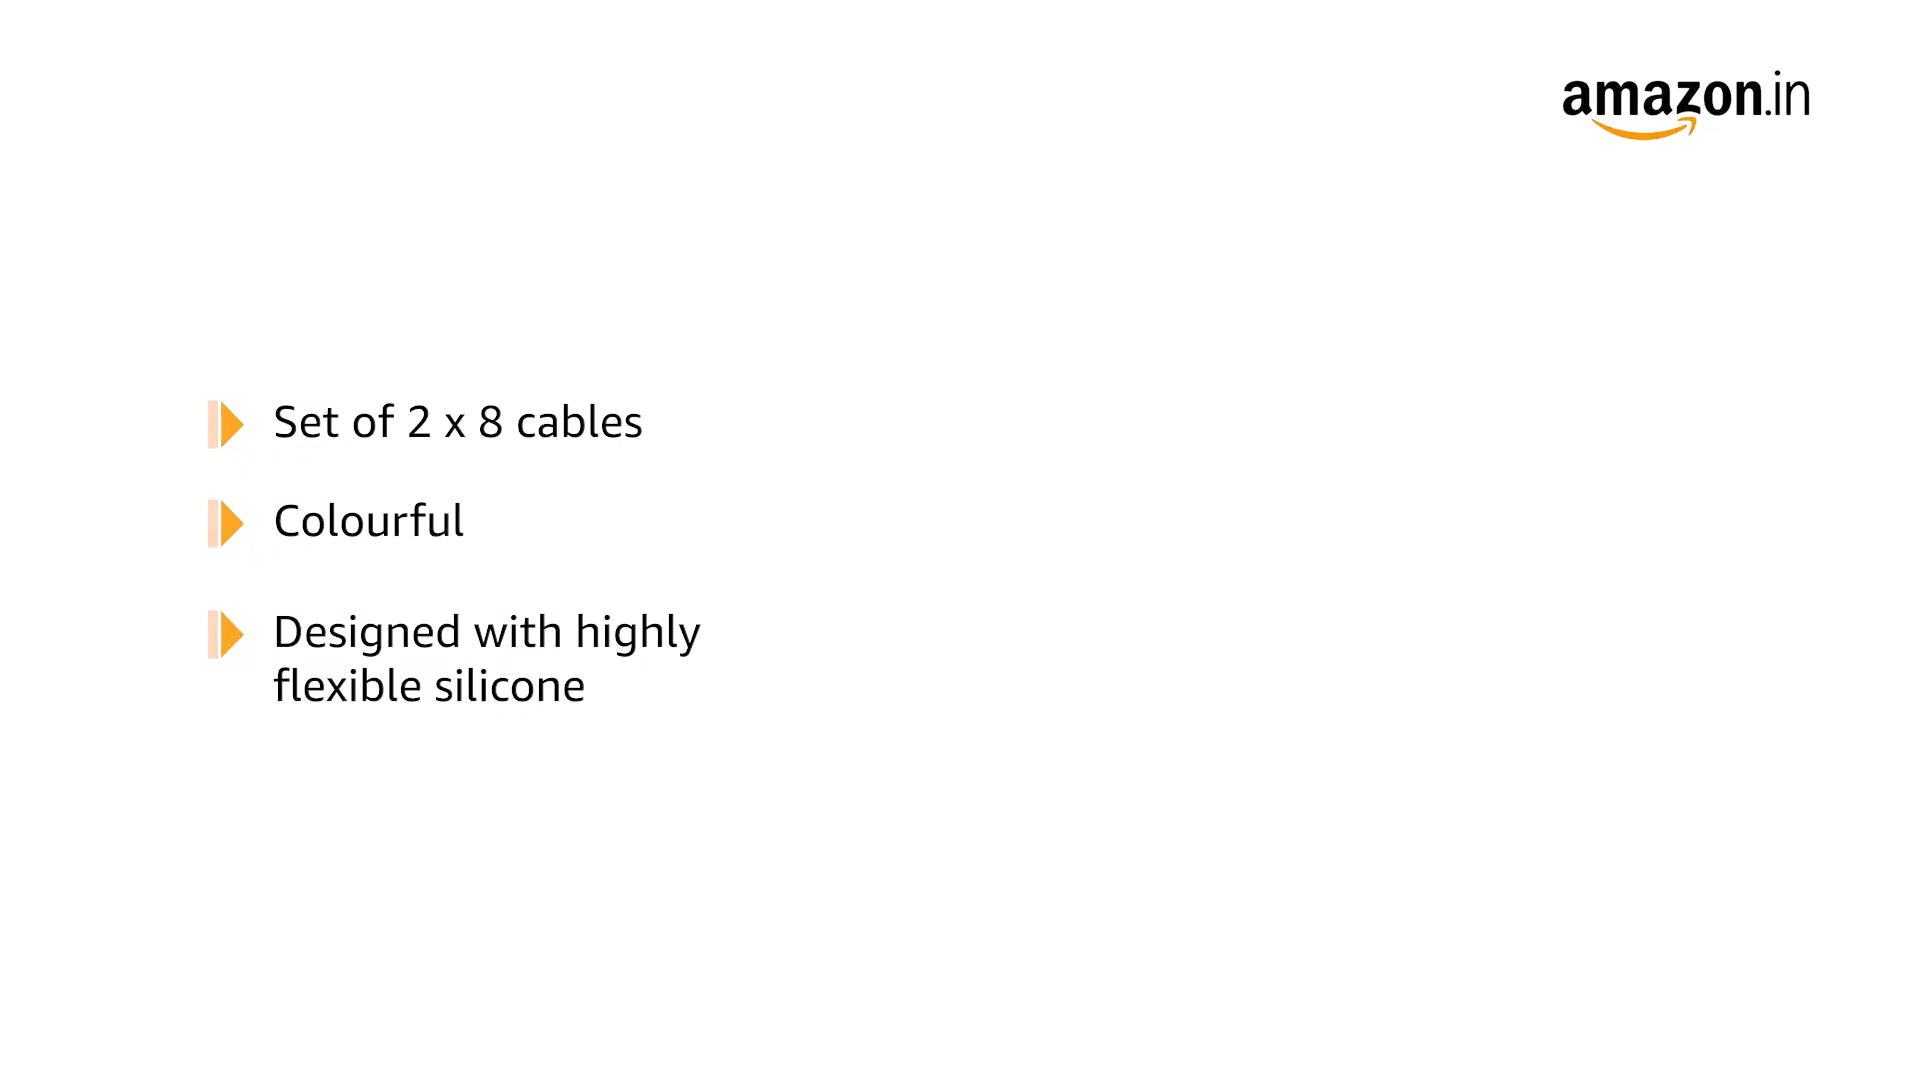 amazon.in
Set of 2 x 8 cables
Colourful
Designed with highly
flexible silicone